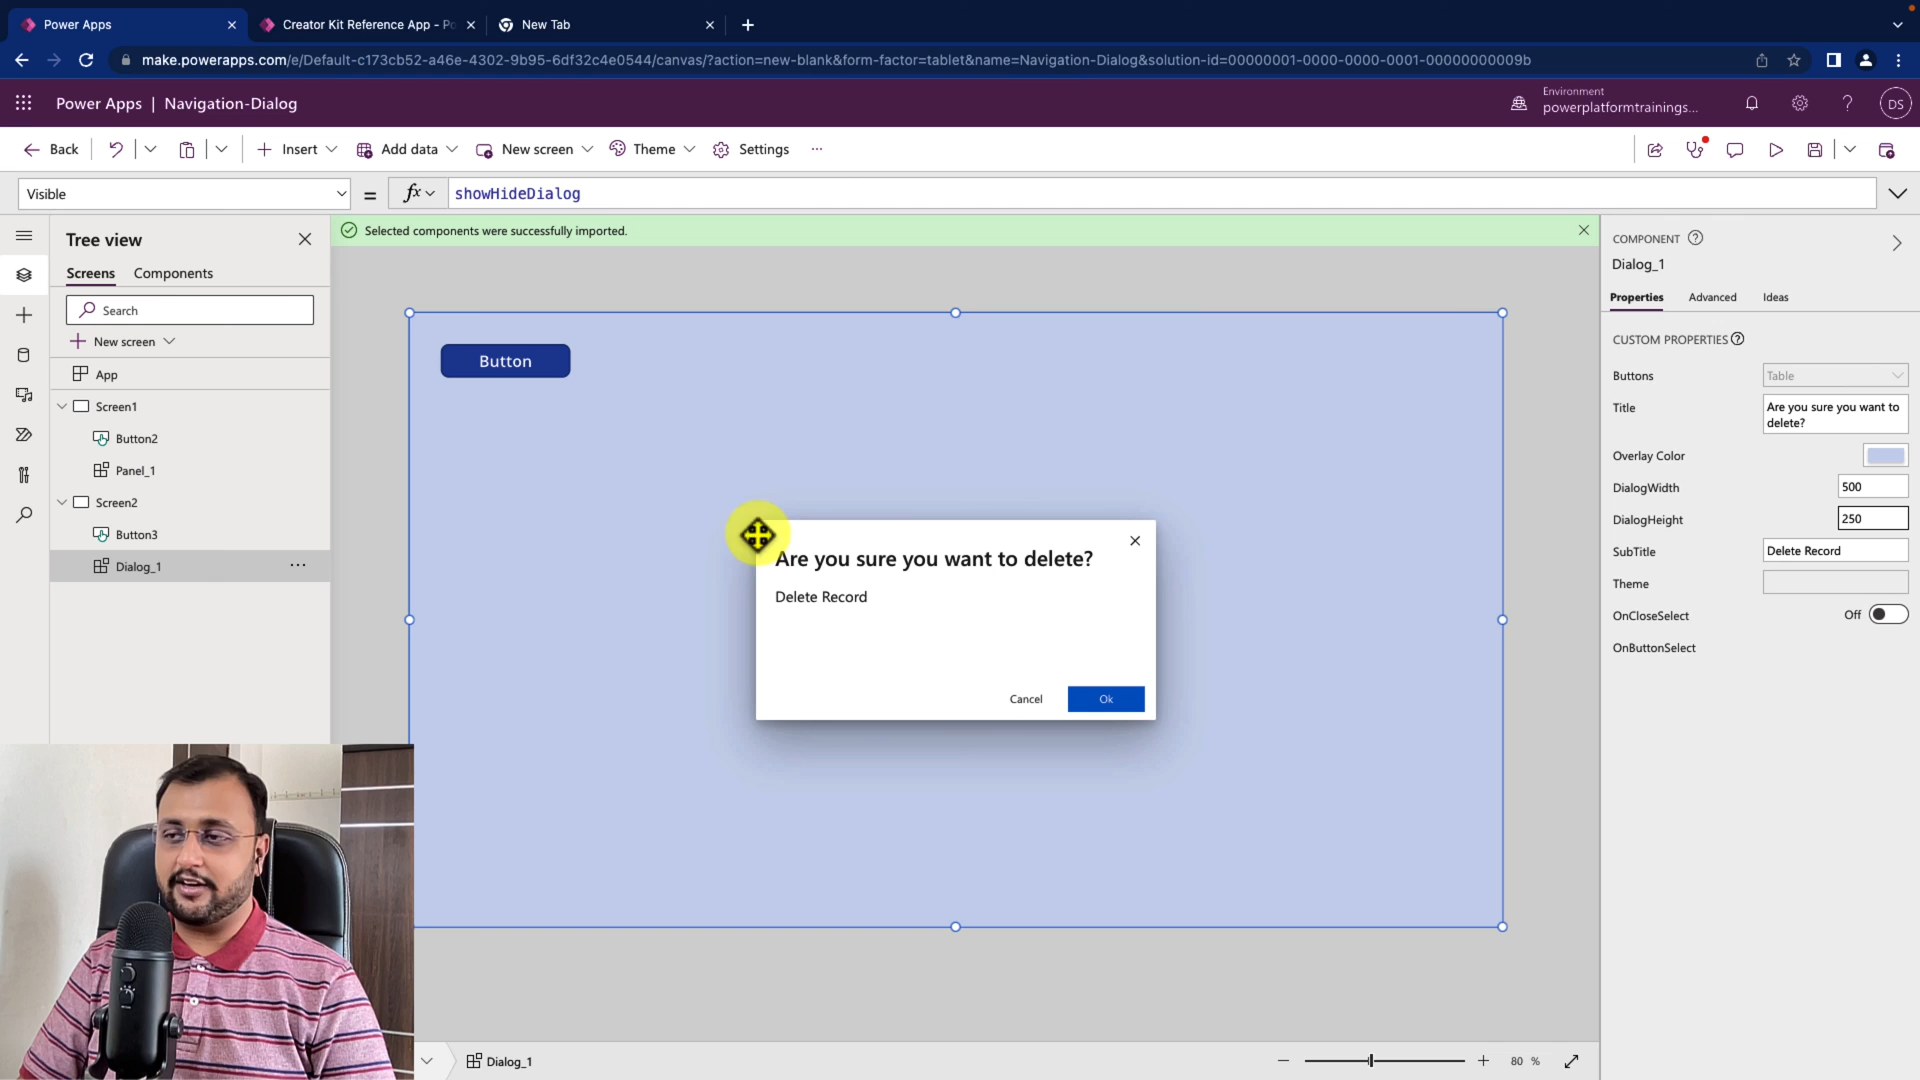 Power Apps
Creator Kit Reference App - Po
New Tab
make.powerapps.com/e/Default-c173cb52-a46e-4302-9b95-6df32c4e0544/canvas/?action=new-blank&form-factor=tablet&name=Navigation-Dialog&solution-id=00000001-0000-0000-0001-00000000009b
Power Apps | Navigation-Dialog
Environment
powerplatformtrainings...
DS
Back
Insert
Add data
New screen
Theme
Settings
Visible
=
fx
showHideDialog
Tree view
Selected components were successfully imported.
COMPONENT
Dialog_1
Screens
Components
Properties
Advanced
Ideas
Search
New screen
App
Screen1
Button2
Panel_1
Screen2
Button3
Dialog_1
Button
Are you sure you want to delete?
Delete Record
Cancel
Ok
CUSTOM PROPERTIES
Buttons
Table
Title
Are you sure you want to
delete?
Overlay Color
DialogWidth
500
DialogHeight
250
SubTitle
Delete Record
Theme
OnCloseSelect
Off
OnButtonSelect
Dialog_1
80 %